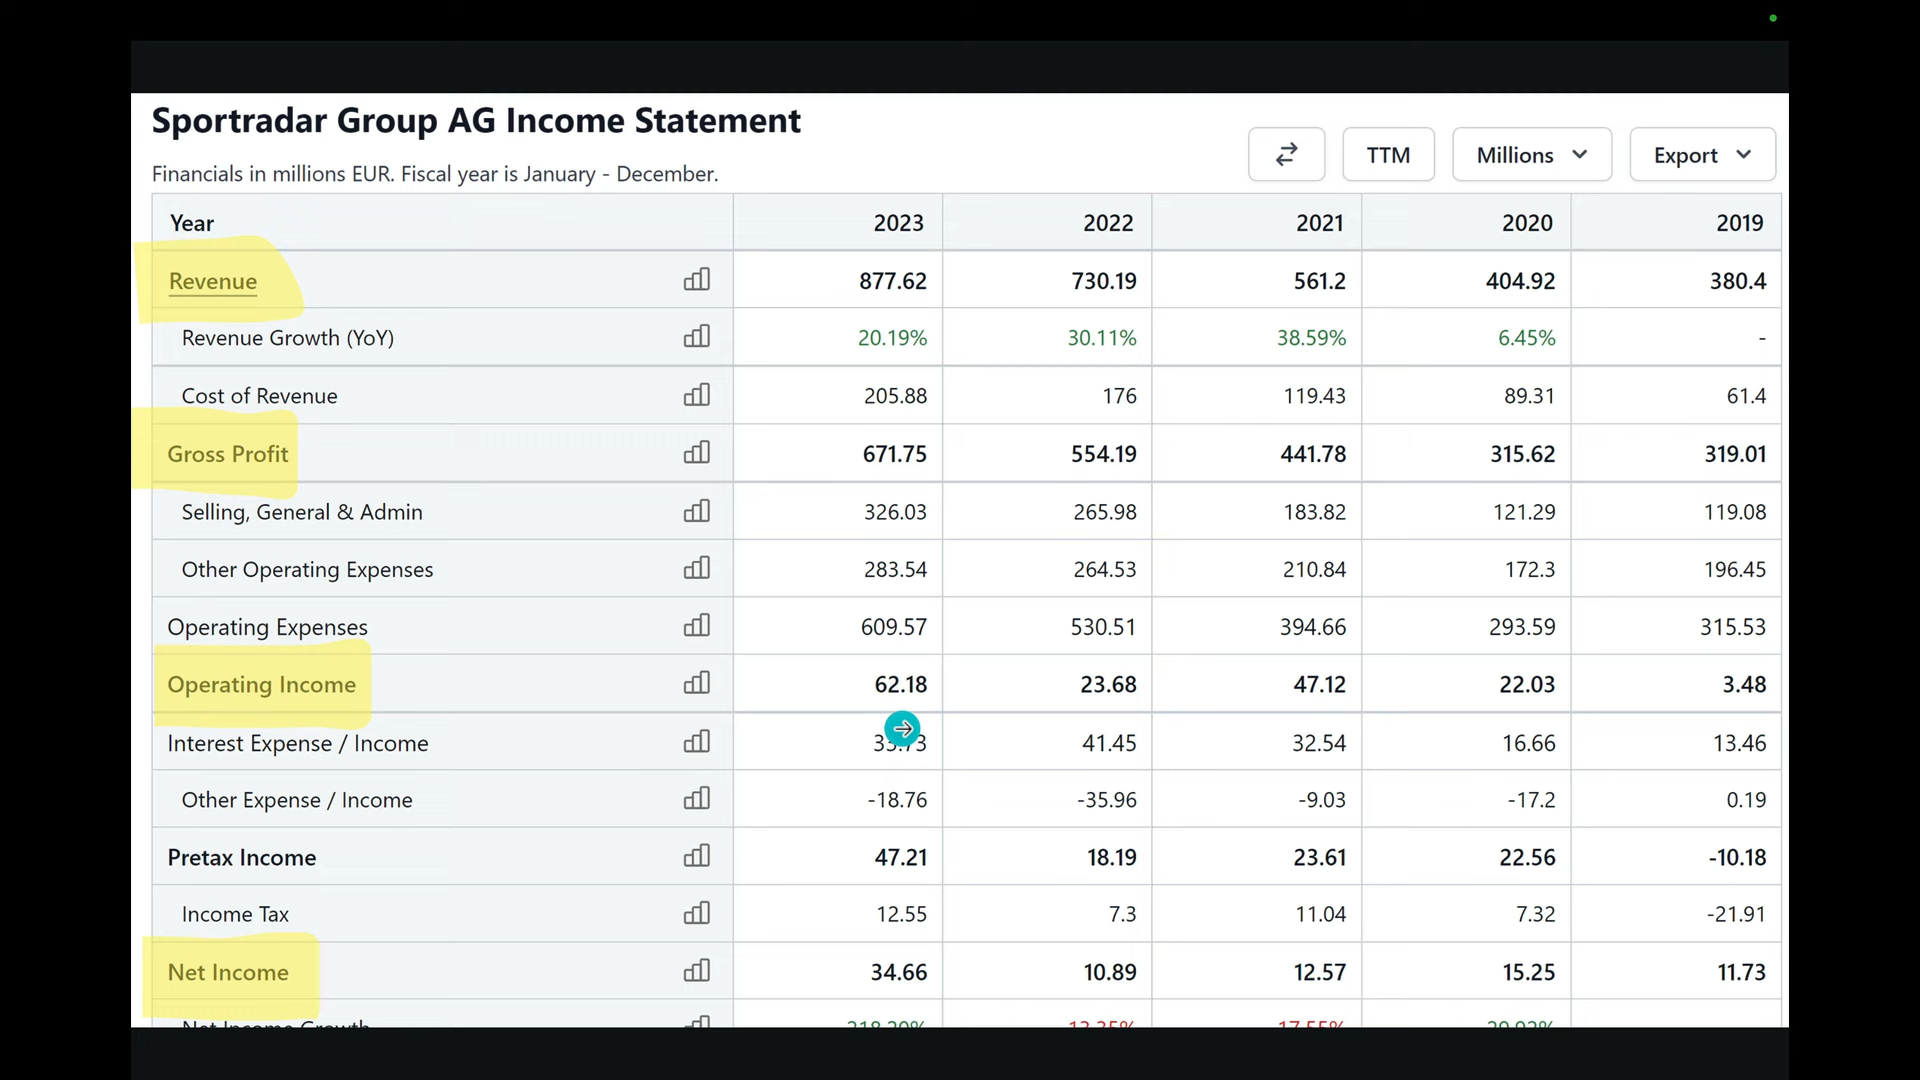 Sportradar Group AG Income Statement
Financials in millions EUR. Fiscal year is January - December.
TTM Millions Export
Year 2023 2022 2021 2020 2019
Revenue 877.62 730.19 561.2 404.92 380.4
Revenue Growth (YoY) 20.19% 30.11% 38.59% 6.45% -
Cost of Revenue 205.88 176 119.43 89.31 61.4
Gross Profit 671.75 554.19 441.78 315.62 319.01
Selling, General & Admin 326.03 265.98 183.82 121.29 119.08
Other Operating Expenses 283.54 264.53 210.84 172.3 196.45
Operating Expenses 609.57 530.51 394.66 293.59 315.53
Operating Income 62.18 23.68 47.12 22.03 3.48
Interest Expense / Income 41.45 32.54 16.66 13.46
Other Expense / Income -18.76 -35.96 -9.03 -17.2 0.19
Pretax Income 47.21 18.19 23.61 22.56 -10.18
Income Tax 12.55 7.3 11.04 7.32 -21.91
Net Income 34.66 10.89 12.57 15.25 11.73
Net Income Growth